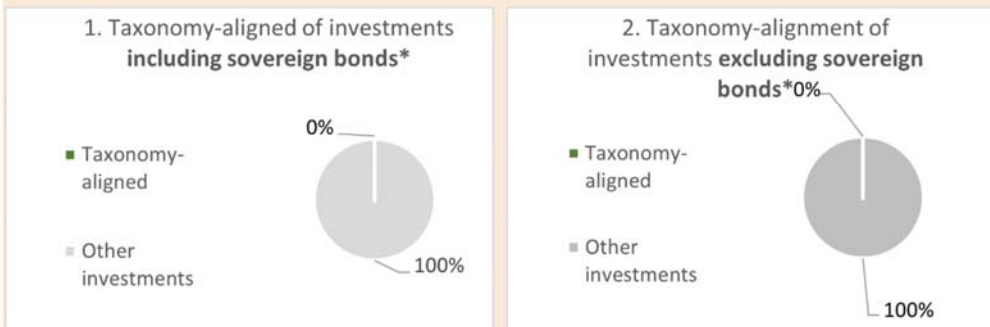 1. Taxonomy-aligned of investments
including sovereign bonds*
0%
Taxonomy-
aligned
Other
investments
100%
2. Taxonomy-alignment of
investments excluding sovereign
bonds*0%
Taxonomy-
aligned
Other
investments
100%